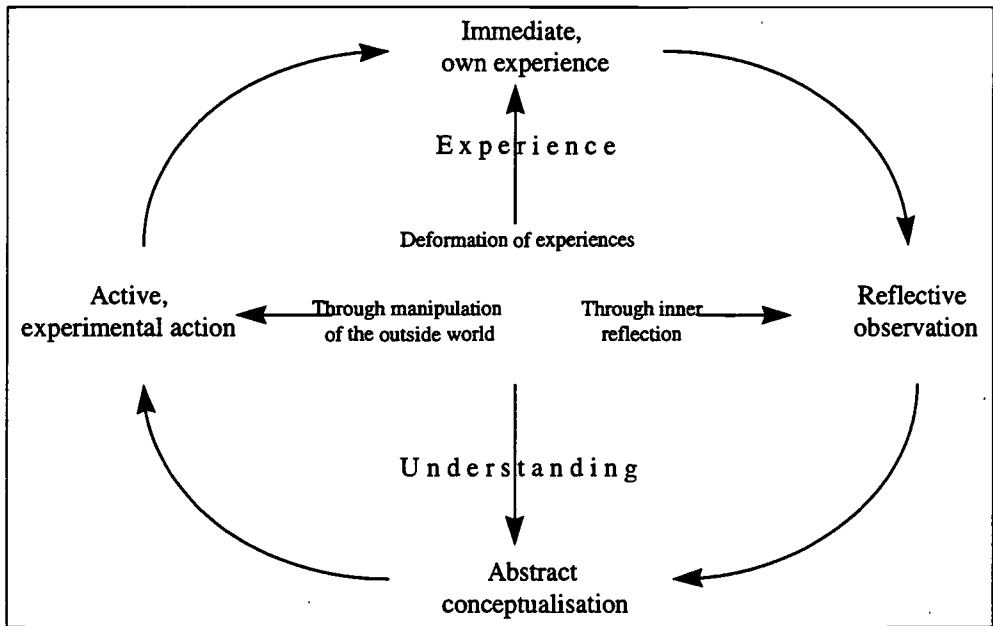 Immediate,
own experience
Experience
Deformation of experiences
Active,
experimental action
Through manipulation
of the outside world
Through inner
reflection
Reflective
observation
Understanding
Abstract
conceptualisation